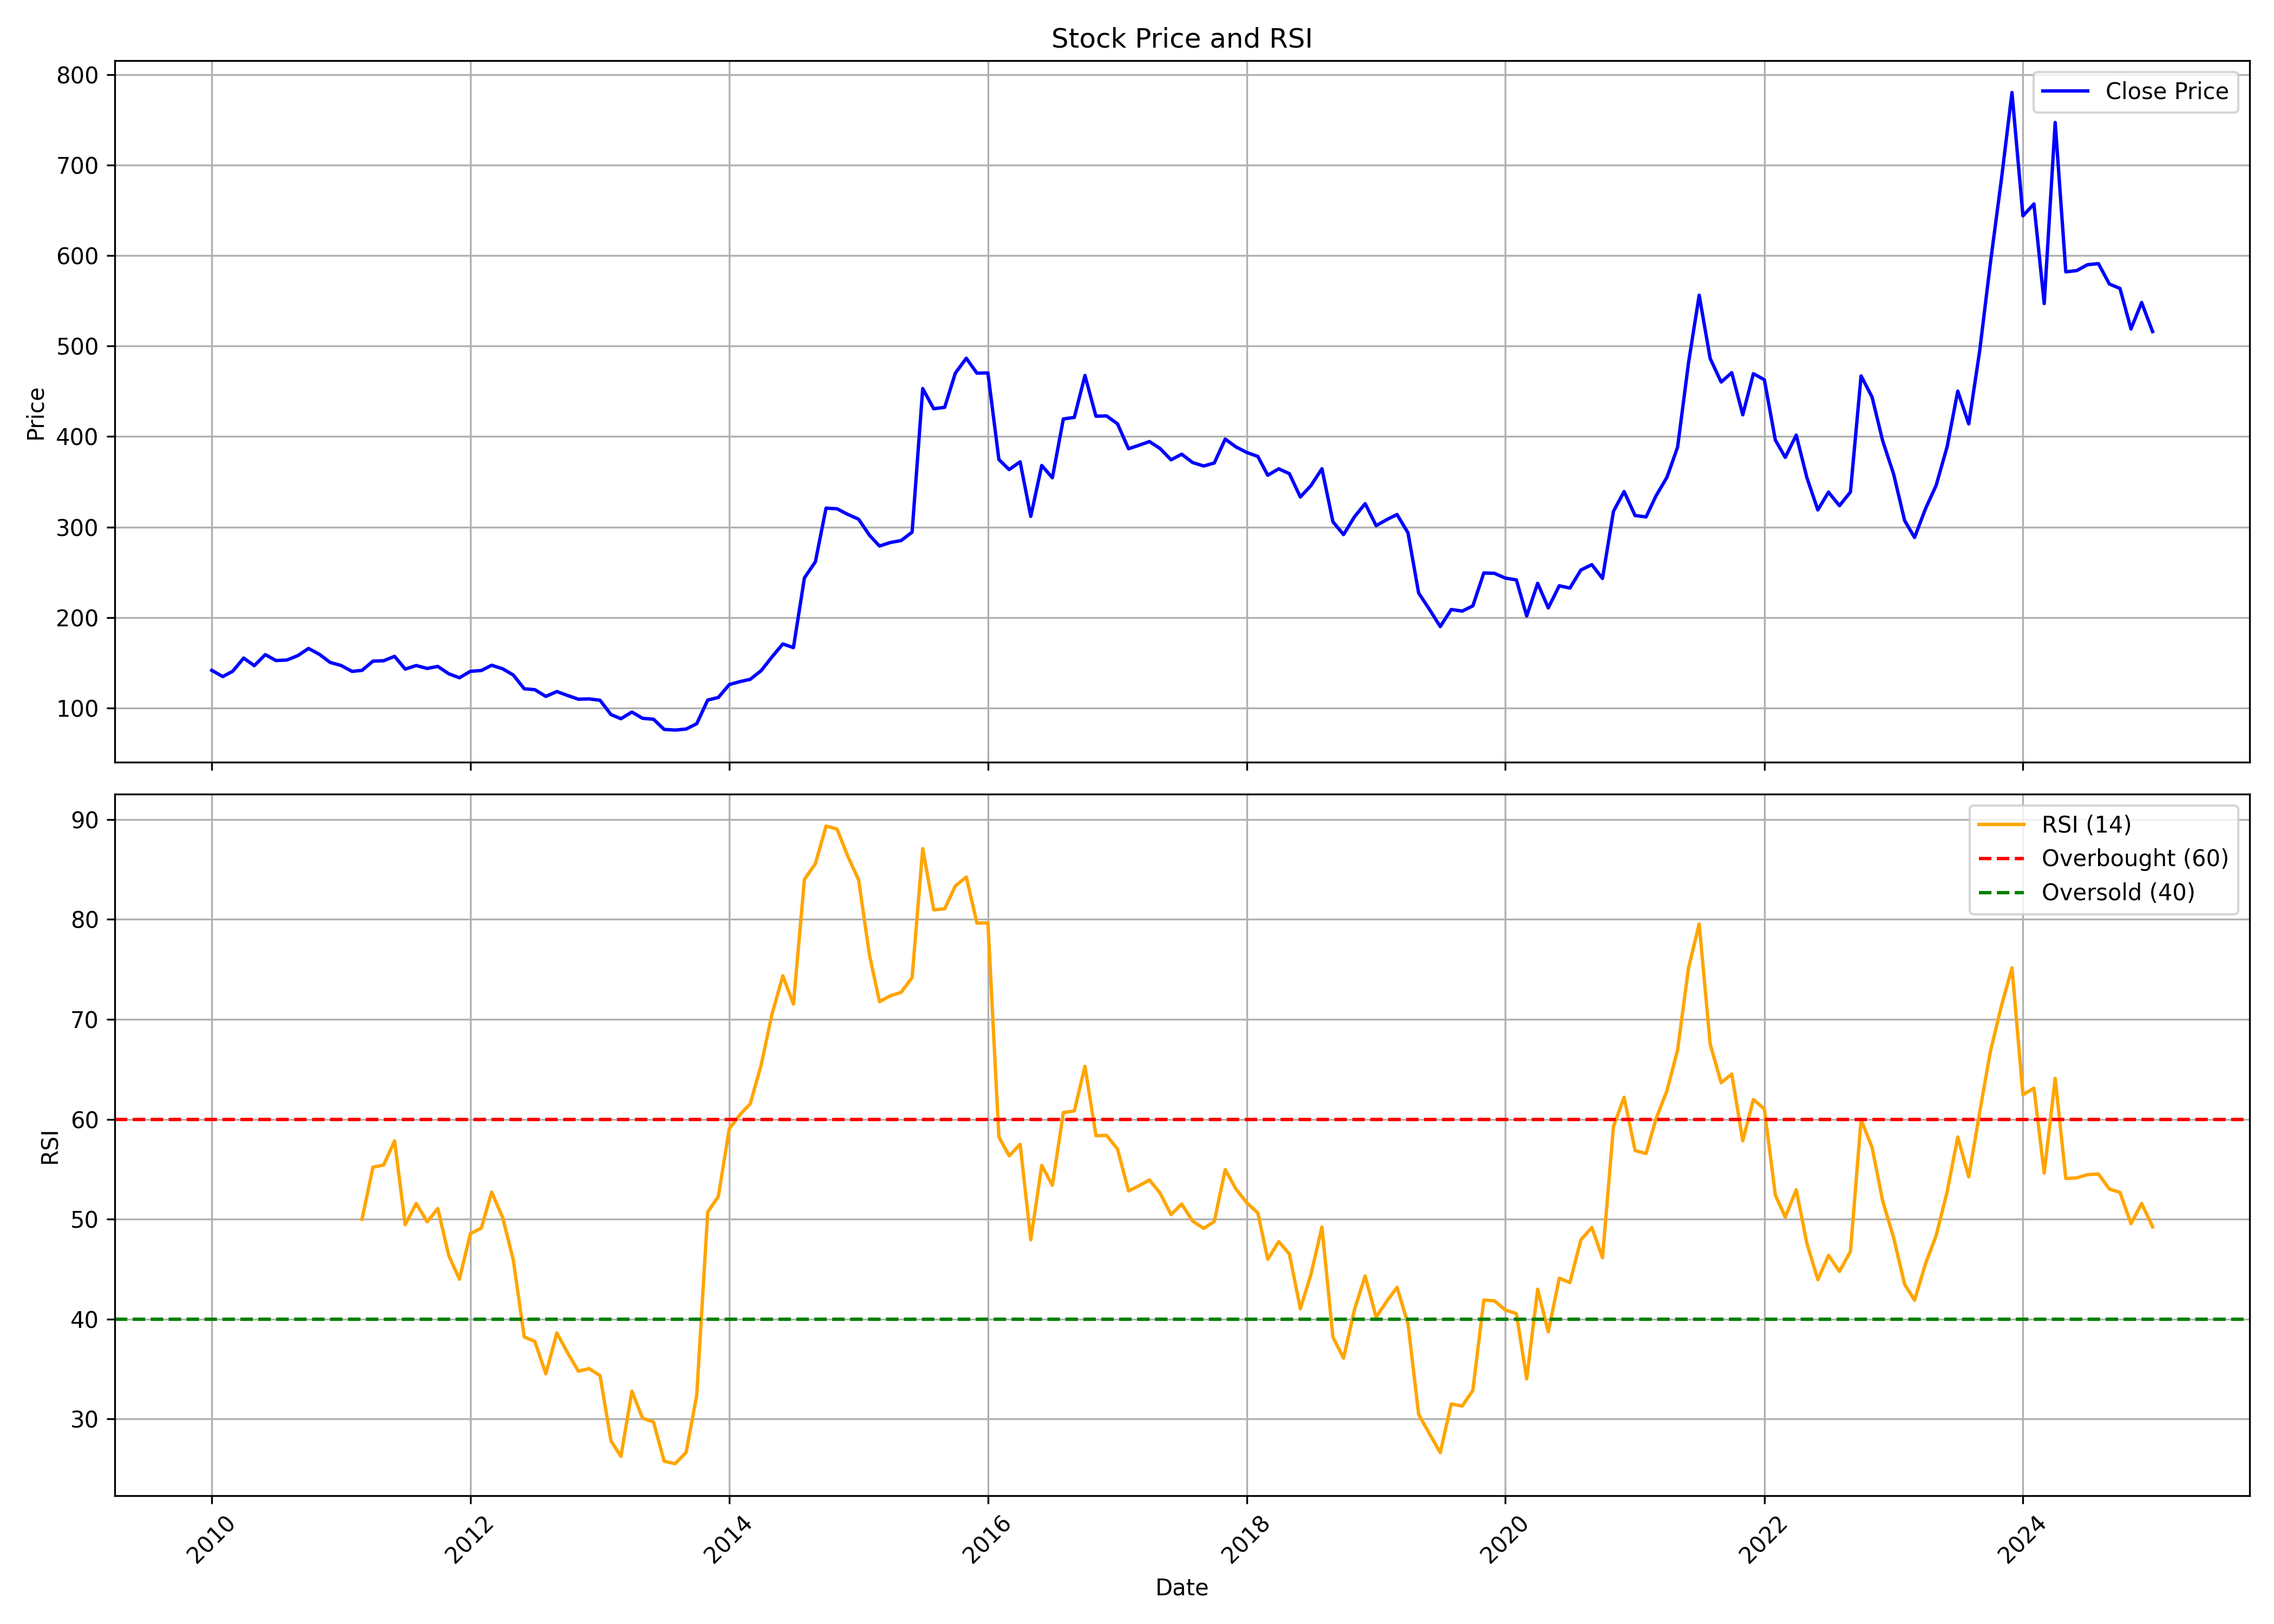 Stock Price and RSI
800
700
600
500
400
300
200
100
Price
Close Price
90
80
70
60
50
40
30
RSI
RSI (14)
Overbought (60)
Oversold (40)
2010 2012 2014 2016 2018 2020 2022 2024
Date